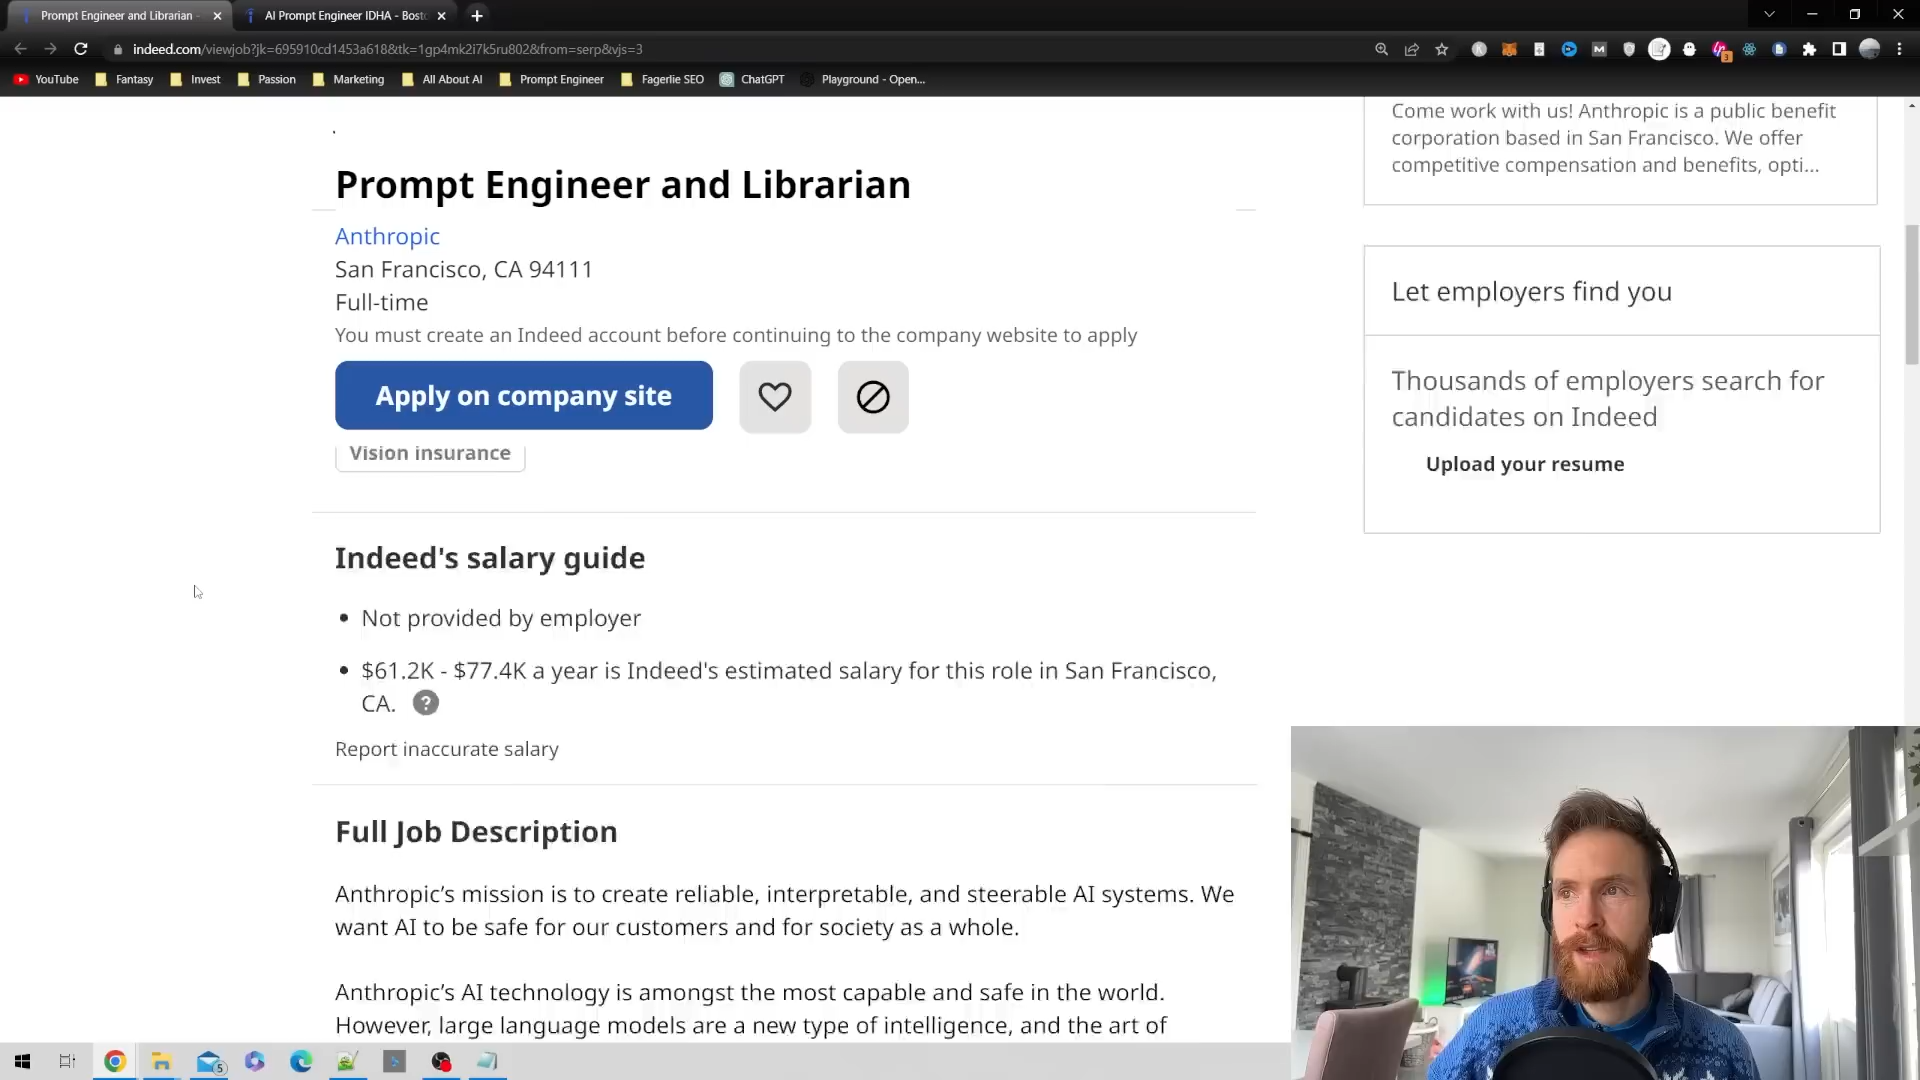 Prompt Engineer and Librarian -
AI Prompt Engineer IDHA - Bost
indeed.com/viewjob?jk=695910cd1453a618&tk=1gp4mk2i7k5ru802&from=serp&vjs=3
YouTube
Fantasy
Invest
Passion
Marketing
All About AI
Prompt Engineer
Fagerlie SEO
ChatGPT
Playground - Open...
Prompt Engineer and Librarian
Anthropic
San Francisco, CA 94111
Full-time
You must create an Indeed account before continuing to the company website to apply
Apply on company site
Vision insurance
Indeed's salary guide
Not provided by employer
$61.2K - $77.4K a year is Indeed's estimated salary for this role in San Francisco,
CA. ?
Report inaccurate salary
Full Job Description
Anthropic’s mission is to create reliable, interpretable, and steerable AI systems. We
want AI to be safe for our customers and for society as a whole.
Anthropic’s AI technology is amongst the most capable and safe in the world.
However, large language models are a new type of intelligence, and the art of
Come work with us! Anthropic is a public benefit
corporation based in San Francisco. We offer
competitive compensation and benefits, opti...
Let employers find you
Thousands of employers search for
candidates on Indeed
Upload your resume
5